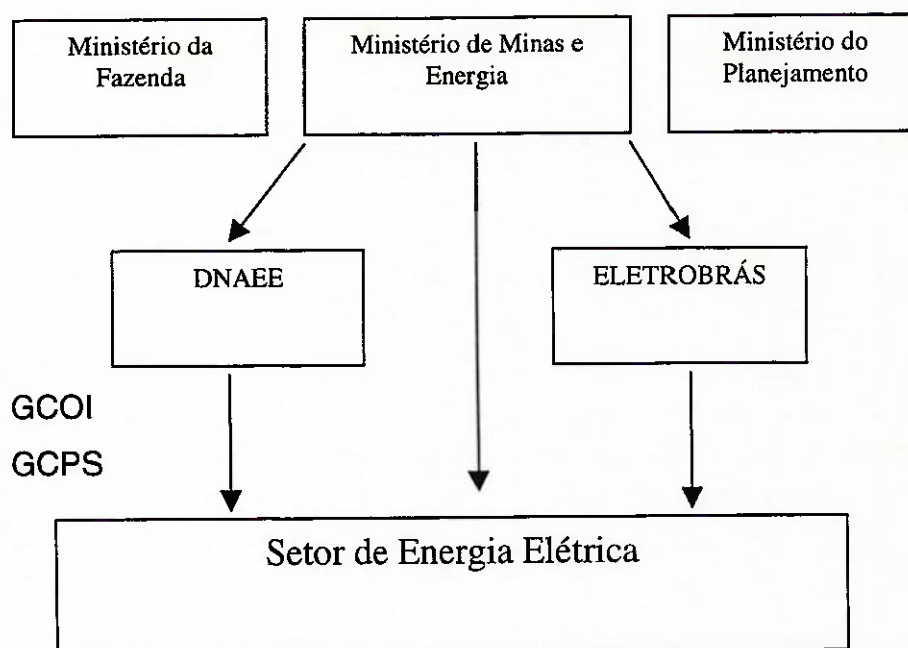 Ministério da
Fazenda
Ministério de Minas e
Energia
Ministério do
Planejamento
DNAEE
ELETROBRÁS
GCOI
GCPS
Setor de Energia Elétrica